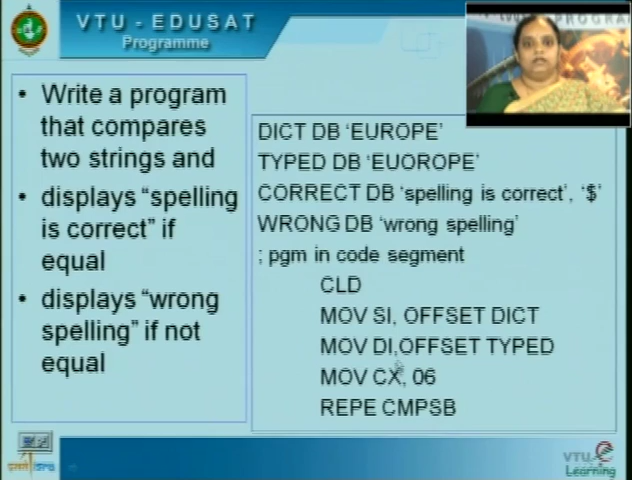 VTU - EDUSAT
Programme
• Write a program
that compares
two strings and
• displays “spelling
is correct” if
equal
• displays “wrong
spelling” if not
equal
DICT DB ‘EUROPE’
TYPED DB ‘EUOROPE’
CORRECT DB ‘spelling is correct’, ‘$’
WRONG DB ‘wrong spelling’
; pgm in code segment
CLD
MOV SI, OFFSET DICT
MOV DI,OFFSET TYPED
MOV CX, 06
REPE CMPSB
VTU
Learning